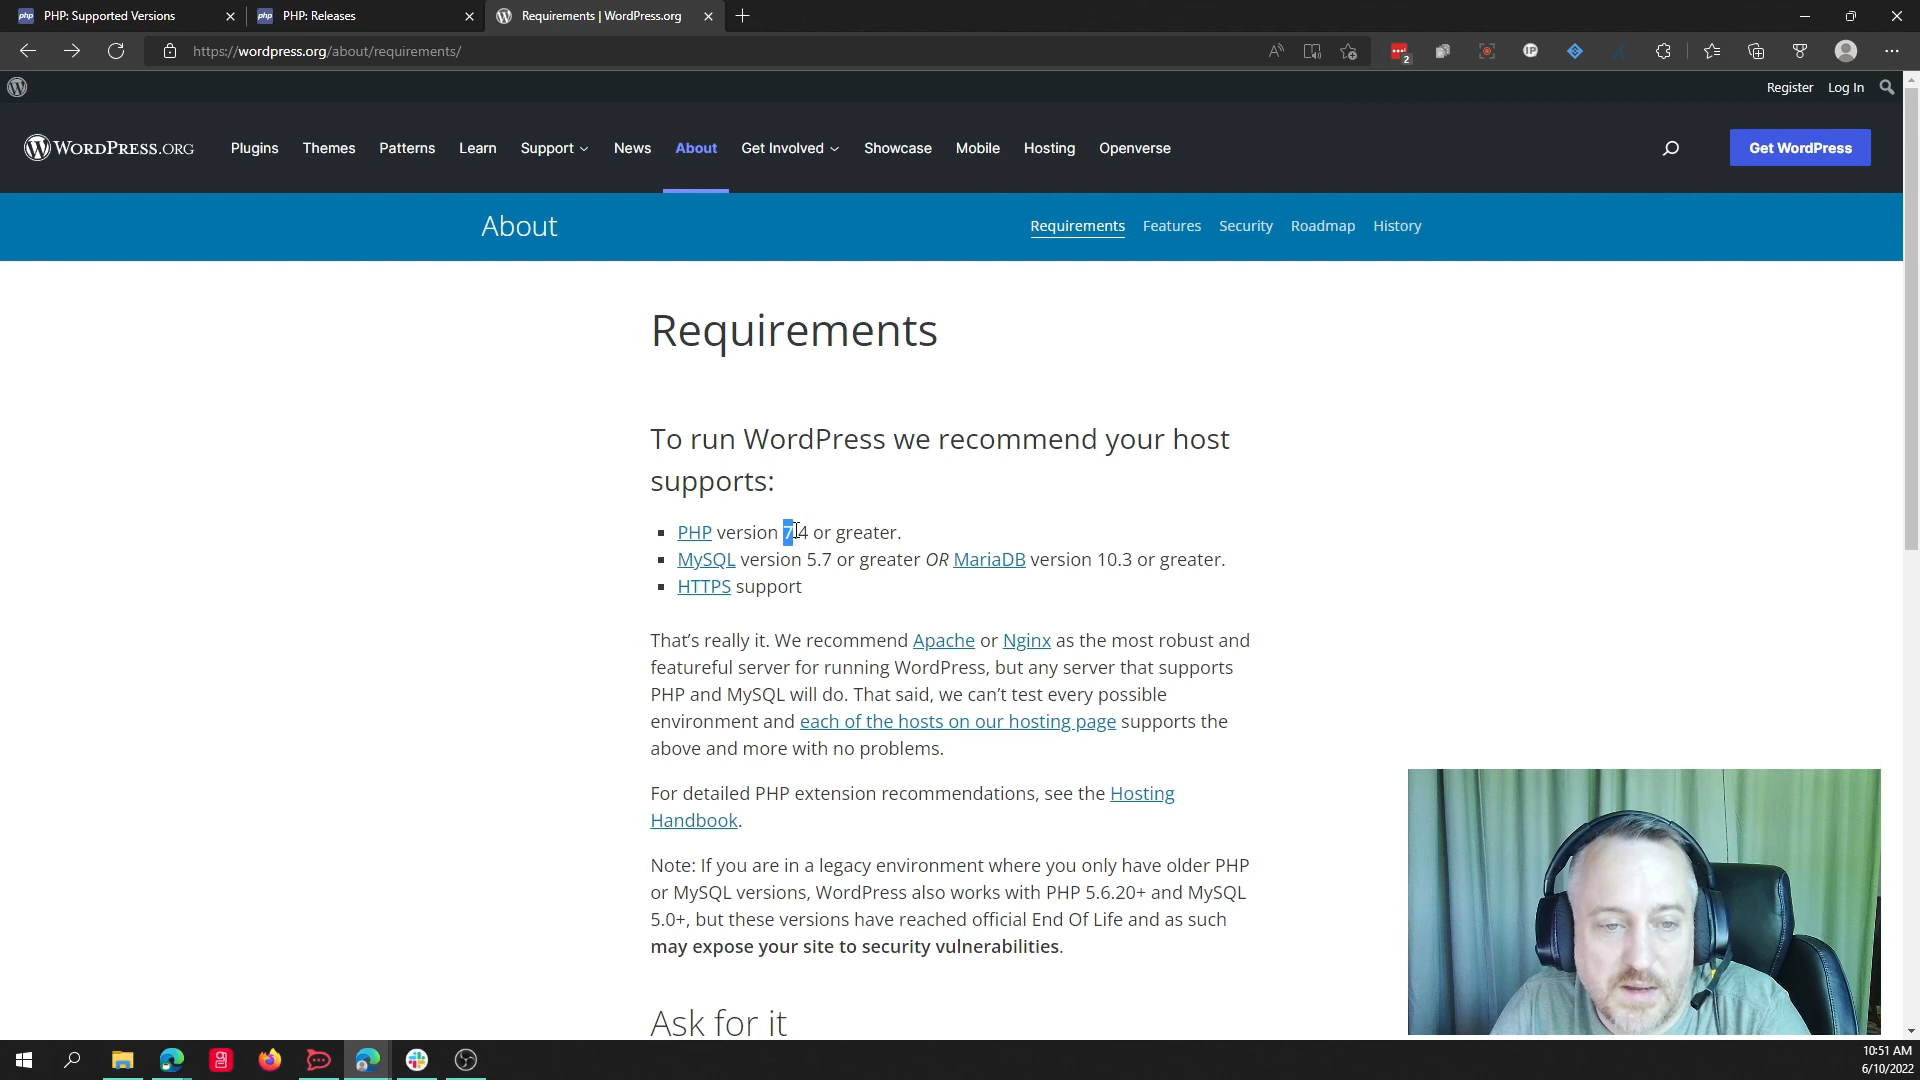 PHP: Supported Versions
PHP: Releases
Requirements | WordPress.org
https://wordpress.org/about/requirements/
2
IP
Register Log In
WORDPRESS.ORG Plugins Themes Patterns Learn Support News About Get Involved Showcase Mobile Hosting Openverse Get WordPress
About Requirements Features Security Roadmap History
Requirements
To run WordPress we recommend your host
supports:
PHP version 7.4 or greater.
MySQL version 5.7 or greater OR MariaDB version 10.3 or greater.
HTTPS support
That's really it. We recommend Apache or Nginx as the most robust and
featureful server for running WordPress, but any server that supports
PHP and MySQL will do. That said, we can't test every possible
environment and each of the hosts on our hosting page supports the
above and more with no problems.
For detailed PHP extension recommendations, see the Hosting
Handbook.
Note: If you are in a legacy environment where you only have older PHP
or MySQL versions, WordPress also works with PHP 5.6.20+ and MySQL
5.0+, but these versions have reached official End Of Life and as such
may expose your site to security vulnerabilities.
Ask for it
10:51 AM
6/10/2022